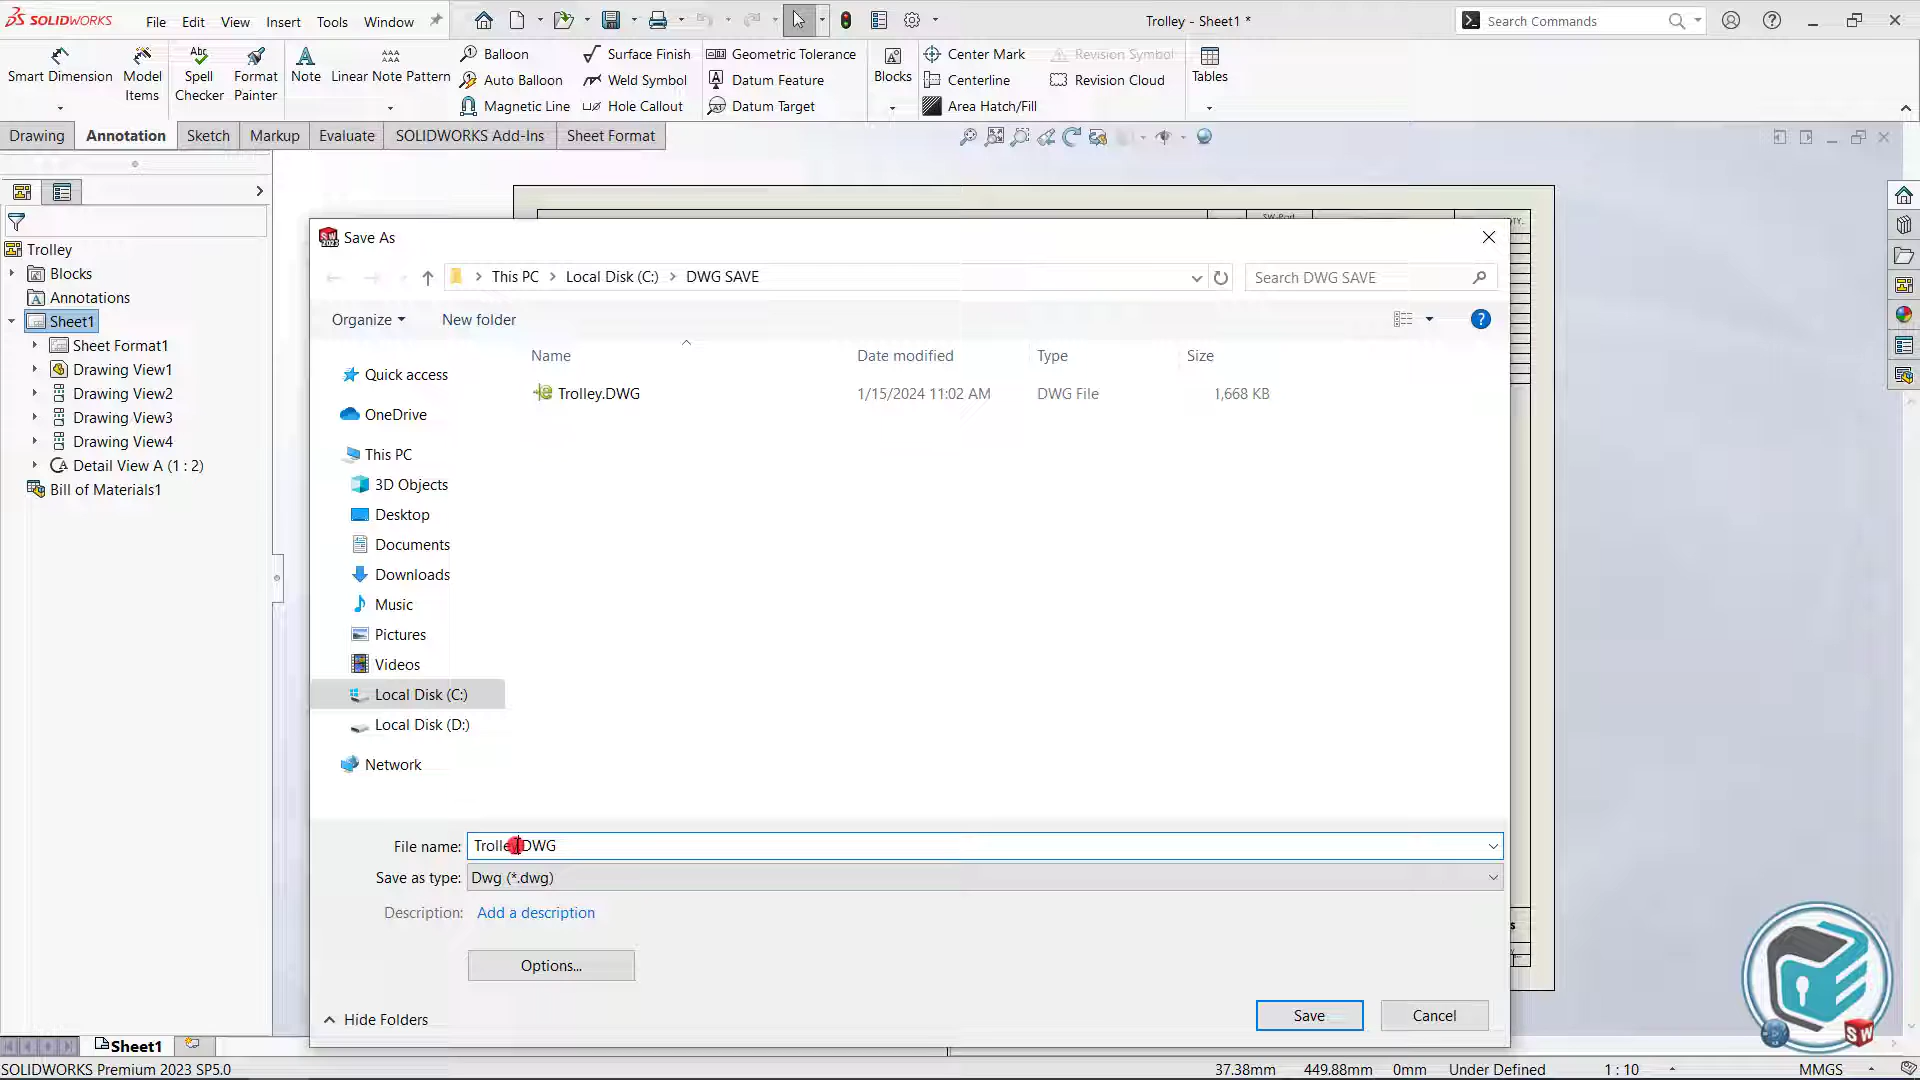 SOLIDWORKS File Edit View Insert Tools Window Trolley - Sheet1 * Search Commands
Smart Dimension
Model Items
Abc
Spell Checker
Format Painter
Note
Linear Note Pattern
Balloon
Auto Balloon
Magnetic Line
Surface Finish
Weld Symbol
Hole Callout
Geometric Tolerance
Datum Feature
Datum Target
Blocks
Center Mark
Centerline
Area Hatch/Fill
Revision Symbol
Revision Cloud
Tables
Drawing Annotation Sketch Markup Evaluate SOLIDWORKS Add-Ins Sheet Format
Trolley
Blocks
Annotations
Sheet1
Sheet Format1
Drawing View1
Drawing View2
Drawing View3
Drawing View4
Detail View A (1 : 2)
Bill of Materials1
Save As
This PC > Local Disk (C:) > DWG SAVE
Search DWG SAVE
Organize New folder
Name Date modified Type Size
Trolley.DWG 1/15/2024 11:02 AM DWG File 1,668 KB
Quick access
OneDrive
This PC
3D Objects
Desktop
Documents
Downloads
Music
Pictures
Videos
Local Disk (C:)
Local Disk (D:)
Network
File name: Trolley.DWG
Save as type: Dwg (*.dwg)
Description: Add a description
Options...
Hide Folders
Save Cancel
Sheet1
SOLIDWORKS Premium 2023 SP5.0 37.38mm 449.88mm 0mm Under Defined 1 : 10 MMGS